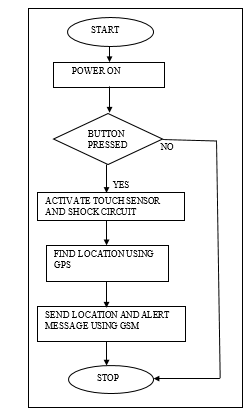 START
POWER ON
BUTTON
PRESSED
NO
YES
ACTIVATE TOUCH SENSOR
AND SHOCK CIRCUIT
FIND LOCATION USING
GPS
SEND LOCATION AND ALERT
MESSAGE USING GSM
STOP